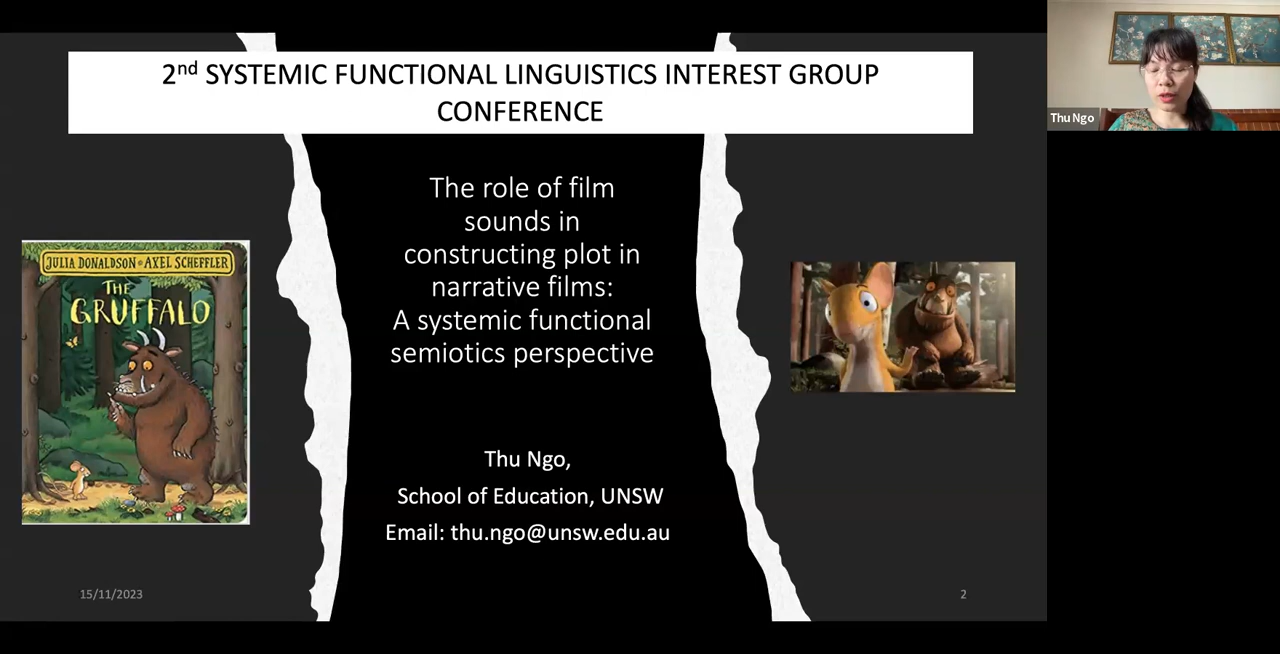 2nd SYSTEMIC FUNCTIONAL LINGUISTICS INTEREST GROUP
CONFERENCE
The role of film
sounds in
constructing plot in
narrative films:
A systemic functional
semiotics perspective
Thu Ngo,
School of Education, UNSW
Email: thu.ngo@unsw.edu.au
JULIA DONALDSON • AXEL SCHEFFLER
THE
GRUFFALO
15/11/2023
2
Thu Ngo